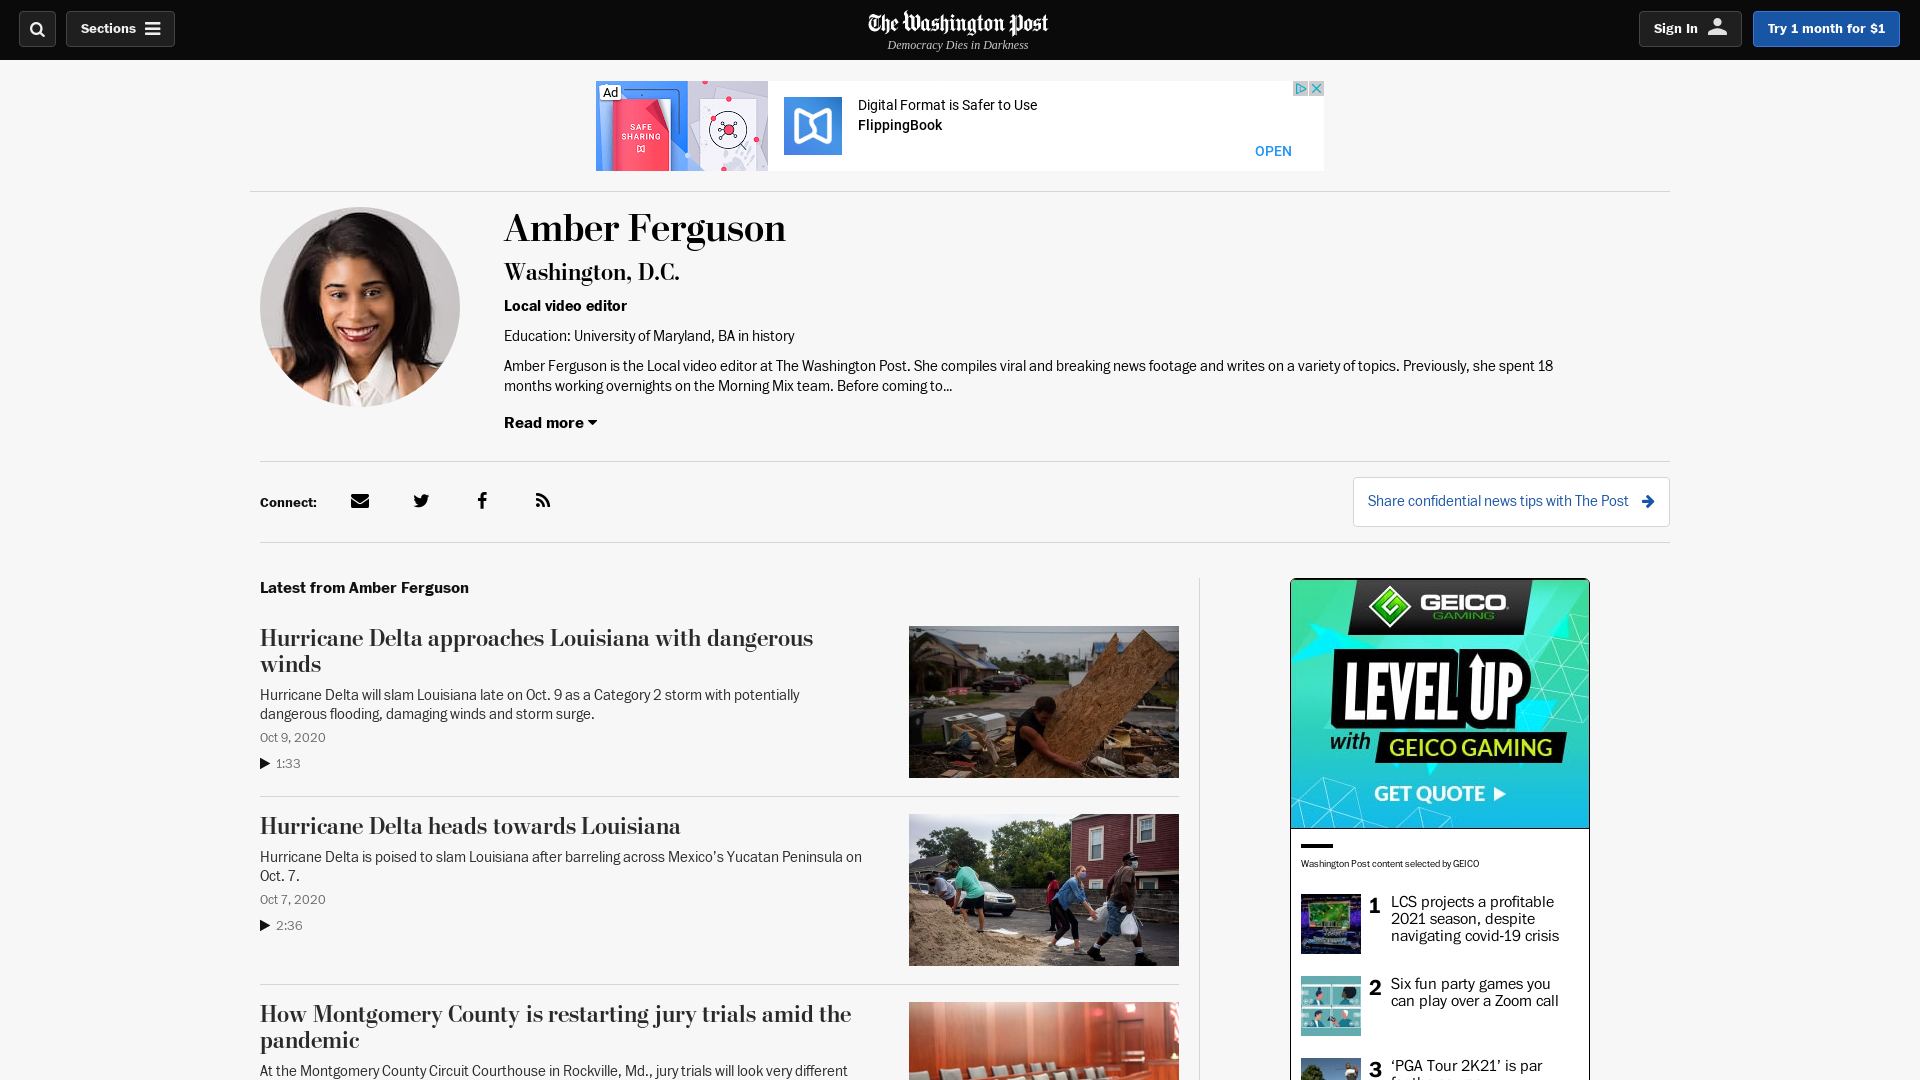 Sections
The Washington Post
Democracy Dies in Darkness
Sign In
Try 1 month for $1
Ad
SAFE
SHARING
Digital Format is Safer to Use
FlippingBook
OPEN
Amber Ferguson
Washington, D.C.
Local video editor
Education: University of Maryland, BA in history
Amber Ferguson is the Local video editor at The Washington Post. She compiles viral and breaking news footage and writes on a variety of topics. Previously, she spent 18
months working overnights on the Morning Mix team. Before coming to...
Read more
Connect:
Share confidential news tips with The Post
Latest from Amber Ferguson
Hurricane Delta approaches Louisiana with dangerous
winds
Hurricane Delta will slam Louisiana late on Oct. 9 as a Category 2 storm with potentially
dangerous flooding, damaging winds and storm surge.
Oct 9, 2020
1:33
Hurricane Delta heads towards Louisiana
Hurricane Delta is poised to slam Louisiana after barreling across Mexico's Yucatan Peninsula on
Oct. 7.
Oct 7, 2020
2:36
How Montgomery County is restarting jury trials amid the
pandemic
At the Montgomery County Circuit Courthouse in Rockville, Md., jury trials will look very different
GEICO
GAMING
LEVEL UP
with GEICO GAMING
GET QUOTE
Washington Post content selected by GEICO
1 LCS projects a profitable
2021 season, despite
navigating covid-19 crisis
2 Six fun party games you
can play over a Zoom call
3 ‘PGA Tour 2K21’ is par